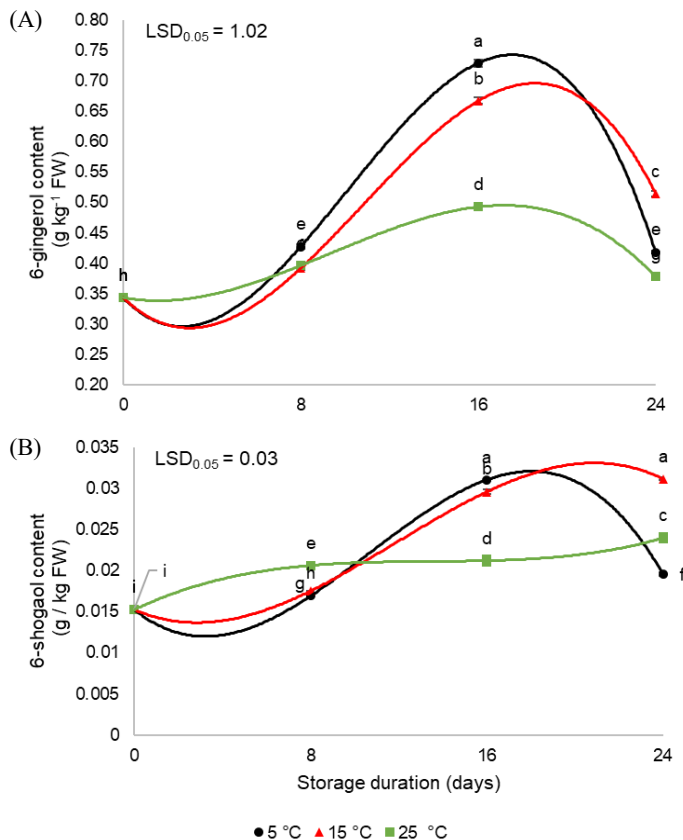 (A)
LSD0.05 = 1.02
6-gingerol content
(g kg⁻¹ FW)
0.80
0.75
0.70
0.65
0.60
0.55
0.50
0.45
0.40
0.35
0.30
0.25
0.20
h
e
a
b
d
c
e
g
0
8
16
24
(B)
LSD0.05 = 0.03
6-shogaol content
(g / kg FW)
0.035
0.03
0.025
0.02
0.015
0.01
0.005
0
i
i
e
h
g
a
b
d
a
c
f
0
8
16
24
Storage duration (days)
5 °C
15 °C
25 °C